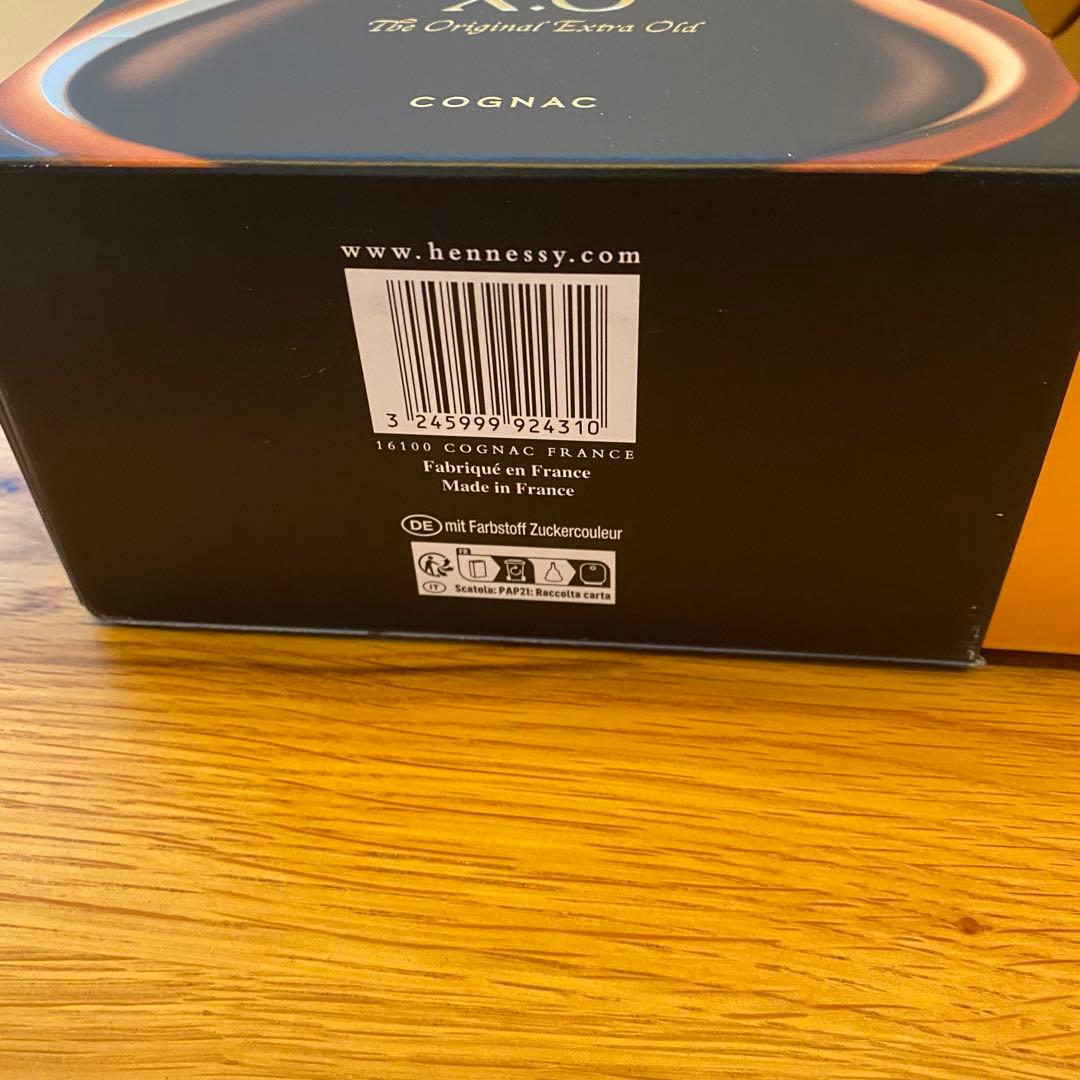 X.O
The Original Extra Old
COGNAC
www.hennessy.com
3 245999 924310
16100 COGNAC FRANCE
Fabriqué en France
Made in France
DE mit Farbstoff Zuckercouleur
FR
IT Scatola: PAP21: Raccolta carta